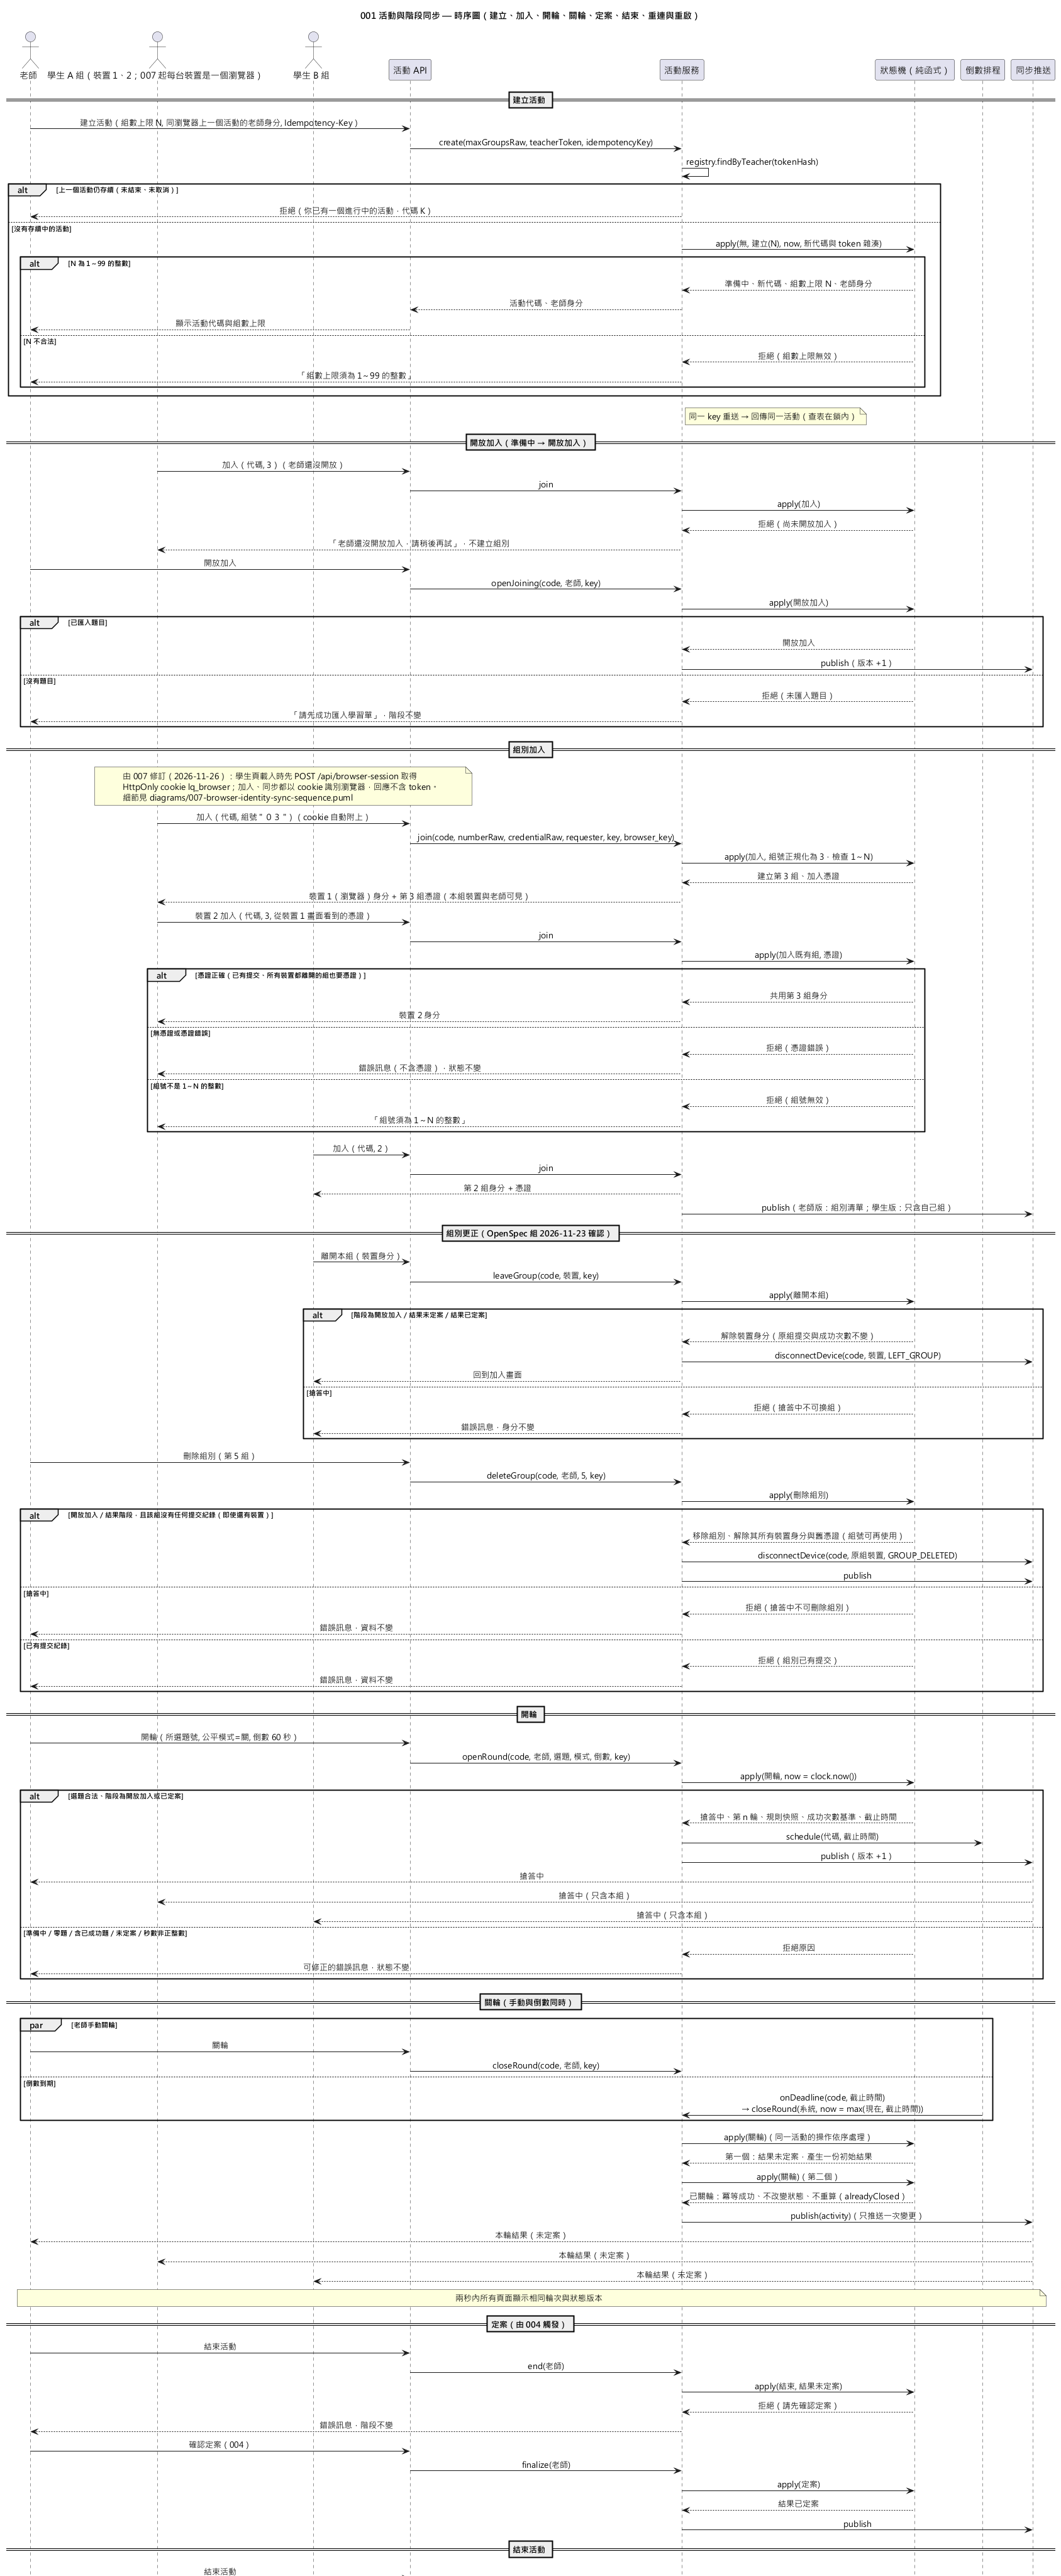 001 活動與階段同步 — 時序圖（建立、加入、開輪、關輪、定案、結束、重連與重啟）
老師
學生 A 組（裝置 1、2；007 起每台裝置是一個瀏覽器）
學生 B 組
活動 API
活動服務
狀態機（純函式）
倒數排程
同步推送
建立活動
建立活動（組數上限 N, 同瀏覽器上一個活動的老師身分, Idempotency-Key）
create(maxGroupsRaw, teacherToken, idempotencyKey)
registry.findByTeacher(tokenHash)
alt [上一個活動仍存續（未結束、未取消）]
拒絕（你已有一個進行中的活動，代碼 K）
[沒有存續中的活動]
apply(無, 建立(N), now, 新代碼與 token 雜湊)
alt [N 為 1～99 的整數]
準備中、新代碼、組數上限 N、老師身分
活動代碼、老師身分
顯示活動代碼與組數上限
[N 不合法]
拒絕（組數上限無效）
「組數上限須為 1～99 的整數」
同一 key 重送 → 回傳同一活動（查表在鎖內）
開放加入（準備中 → 開放加入）
加入（代碼, 3）（老師還沒開放）
join
apply(加入)
拒絕（尚未開放加入）
「老師還沒開放加入，請稍後再試」，不建立組別
開放加入
openJoining(code, 老師, key)
apply(開放加入)
alt [已匯入題目]
開放加入
publish（版本 +1）
[沒有題目]
拒絕（未匯入題目）
「請先成功匯入學習單」，階段不變
組別加入
由 007 修訂（2026-11-26）：學生頁載入時先 POST /api/browser-session 取得
HttpOnly cookie lq_browser；加入、同步都以 cookie 識別瀏覽器，回應不含 token。
細節見 diagrams/007-browser-identity-sync-sequence.puml
加入（代碼, 組號＂０３＂）（cookie 自動附上）
join(code, numberRaw, credentialRaw, requester, key, browser_key)
apply(加入, 組號正規化為 3，檢查 1～N)
建立第 3 組、加入憑證
裝置 1（瀏覽器）身分 + 第 3 組憑證（本組裝置與老師可見）
裝置 2 加入（代碼, 3, 從裝置 1 畫面看到的憑證）
join
apply(加入既有組, 憑證)
alt [憑證正確（已有提交、所有裝置都離開的組也要憑證）]
共用第 3 組身分
裝置 2 身分
[無憑證或憑證錯誤]
拒絕（憑證錯誤）
錯誤訊息（不含憑證），狀態不變
[組號不是 1～N 的整數]
拒絕（組號無效）
「組號須為 1～N 的整數」
加入（代碼, 2）
join
第 2 組身分 + 憑證
publish（老師版：組別清單；學生版：只含自己組）
組別更正（OpenSpec 組 2026-11-23 確認）
離開本組（裝置身分）
leaveGroup(code, 裝置, key)
apply(離開本組)
alt [階段為開放加入 / 結果未定案 / 結果已定案]
解除裝置身分（原組提交與成功次數不變）
disconnectDevice(code, 裝置, LEFT_GROUP)
回到加入畫面
[搶答中]
拒絕（搶答中不可換組）
錯誤訊息，身分不變
刪除組別（第 5 組）
deleteGroup(code, 老師, 5, key)
apply(刪除組別)
alt [開放加入 / 結果階段，且該組沒有任何提交紀錄（即使還有裝置）]
移除組別、解除其所有裝置身分與舊憑證（組號可再使用）
disconnectDevice(code, 原組裝置, GROUP_DELETED)
publish
[搶答中]
拒絕（搶答中不可刪除組別）
錯誤訊息，資料不變
[已有提交紀錄]
拒絕（組別已有提交）
錯誤訊息，資料不變
開輪
開輪（所選題號, 公平模式=關, 倒數 60 秒）
openRound(code, 老師, 選題, 模式, 倒數, key)
apply(開輪, now = clock.now())
alt [選題合法、階段為開放加入或已定案]
搶答中、第 n 輪、規則快照、成功次數基準、截止時間
schedule(代碼, 截止時間)
publish（版本 +1）
搶答中
搶答中（只含本組）
搶答中（只含本組）
[準備中 / 零題 / 含已成功題 / 未定案 / 秒數非正整數]
拒絕原因
可修正的錯誤訊息，狀態不變
關輪（手動與倒數同時）
par [老師手動關輪]
關輪
closeRound(code, 老師, key)
[倒數到期]
onDeadline(code, 截止時間)
→ closeRound(系統, now = max(現在, 截止時間))
apply(關輪)（同一活動的操作依序處理）
第一個：結果未定案，產生一份初始結果
apply(關輪)（第二個）
已關輪：冪等成功、不改變狀態、不重算（alreadyClosed）
publish(activity)（只推送一次變更）
本輪結果（未定案）
本輪結果（未定案）
本輪結果（未定案）
兩秒內所有頁面顯示相同輪次與狀態版本
定案（由 004 觸發）
結束活動
end(老師)
apply(結束, 結果未定案)
拒絕（請先確認定案）
錯誤訊息，階段不變
確認定案（004）
finalize(老師)
apply(定案)
結果已定案
publish
結束活動
結束活動